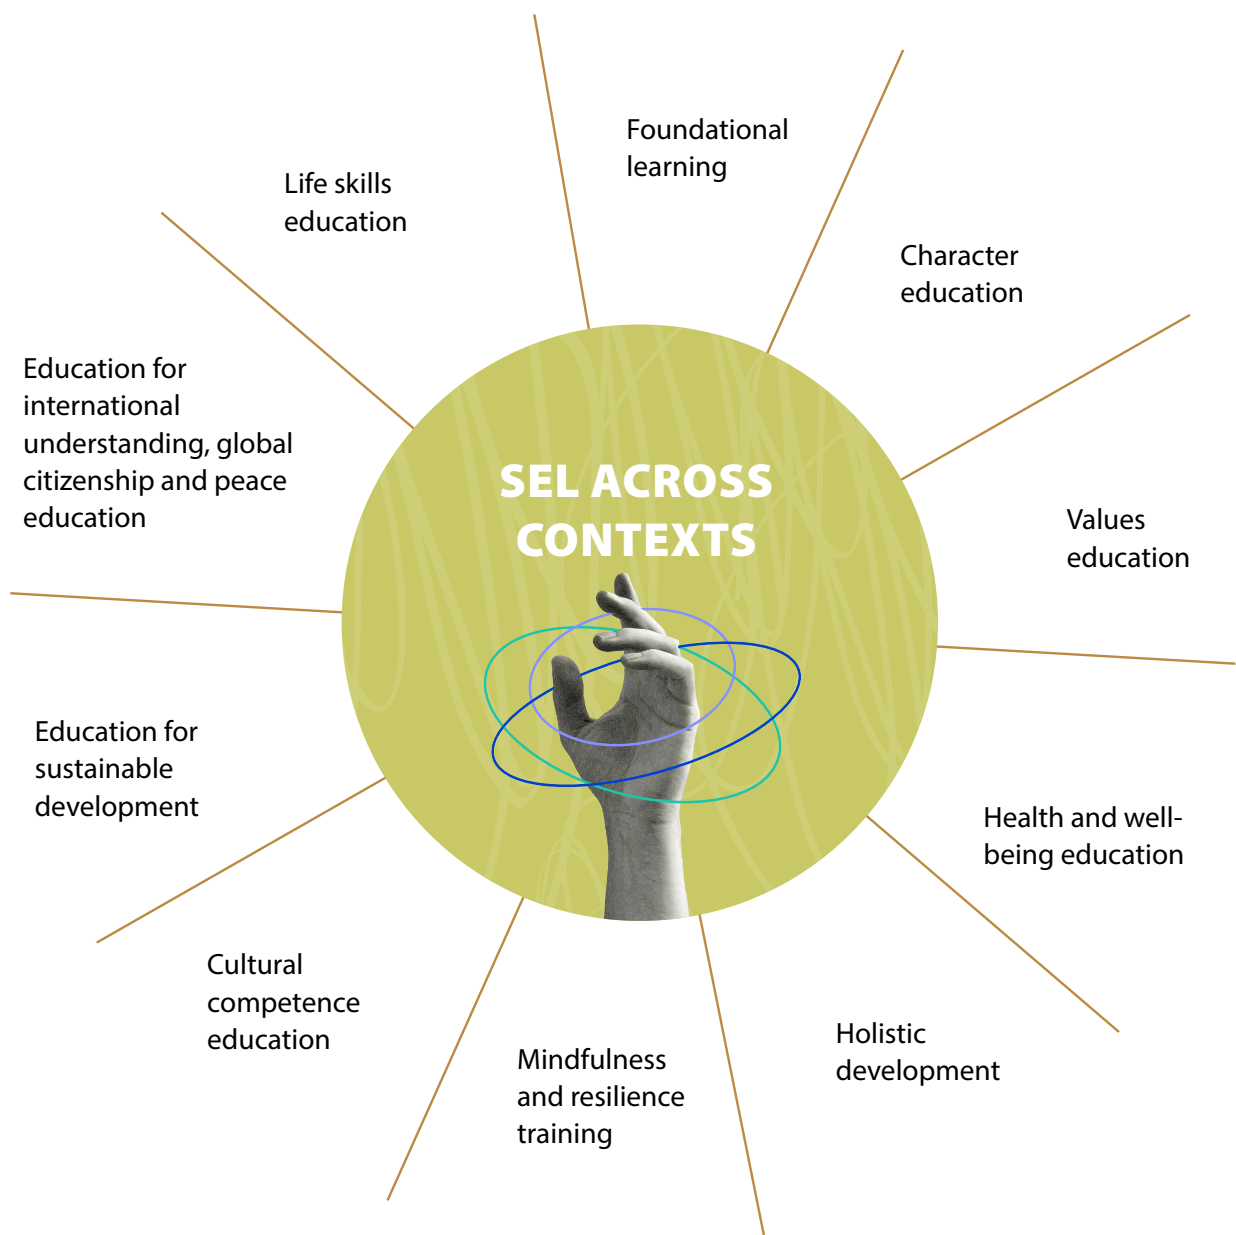 Foundational
learning
Life skills
education
Character
education
Education for
international
understanding, global
citizenship and peace
education
SEL ACROSS
CONTEXTS
Values
education
Education for
sustainable
development
Health and well-
being education
Cultural
competence
education
Holistic
development
Mindfulness
and resilience
training